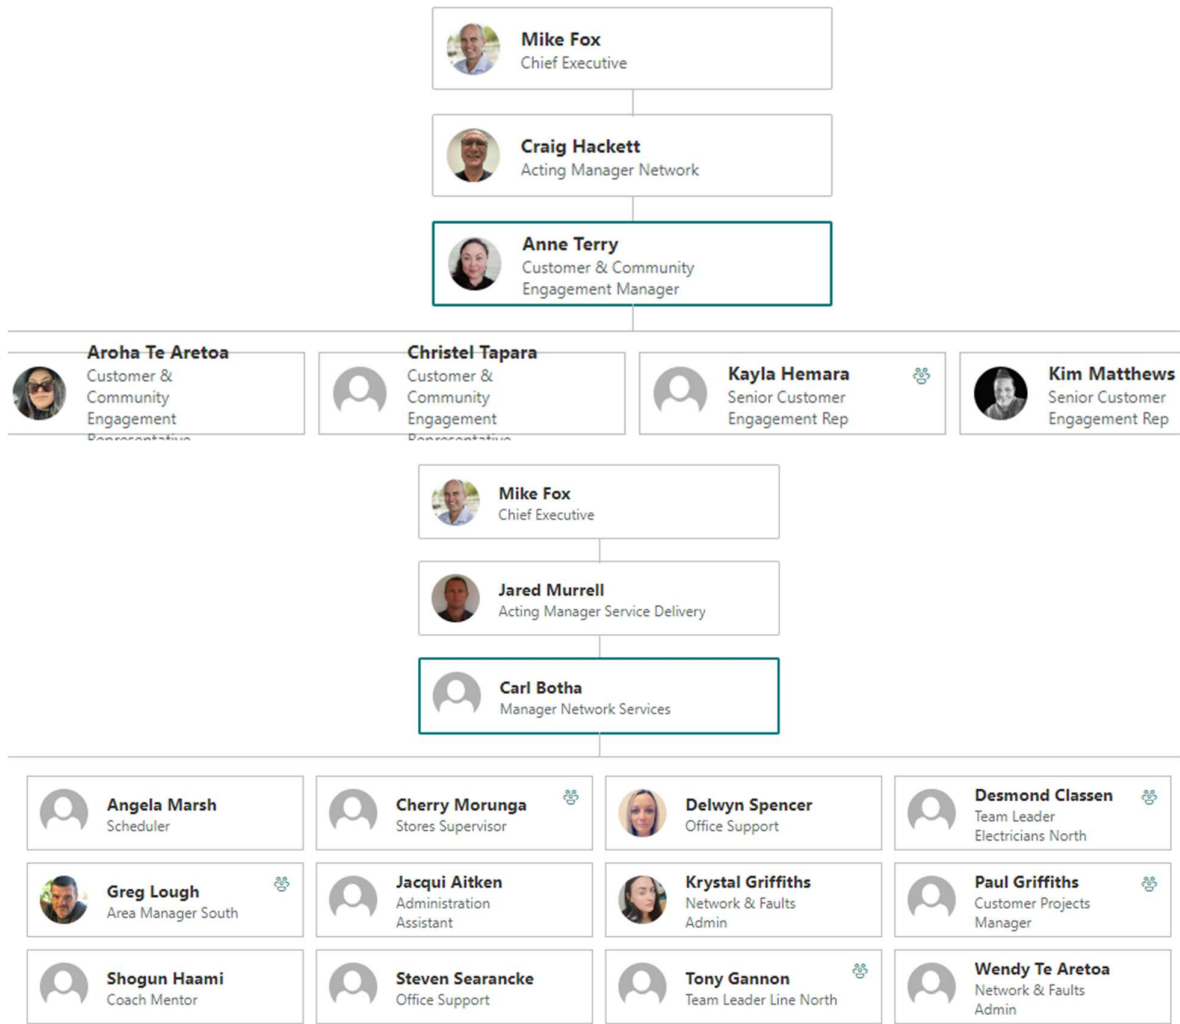 Mike Fox
Chief Executive
Craig Hackett
Acting Manager Network
Anne Terry
Customer & Community
Engagement Manager
Aroha Te Aretoa
Customer &
Community
Engagement
Representative
Christel Tapara
Customer &
Community
Engagement
Representative
Kayla Hemara
Senior Customer
Engagement Rep
Kim Matthews
Senior Customer
Engagement Rep
Mike Fox
Chief Executive
Jared Murrell
Acting Manager Service Delivery
Carl Botha
Manager Network Services
Angela Marsh
Scheduler
Cherry Morunga
Stores Supervisor
Delwyn Spencer
Office Support
Desmond Classen
Team Leader
Electricians North
Greg Lough
Area Manager South
Jacqui Aitken
Administration
Assistant
Krystal Griffiths
Network & Faults
Admin
Paul Griffiths
Customer Projects
Manager
Shogun Haami
Coach Mentor
Steven Searancke
Office Support
Tony Gannon
Team Leader Line North
Wendy Te Aretoa
Network & Faults
Admin